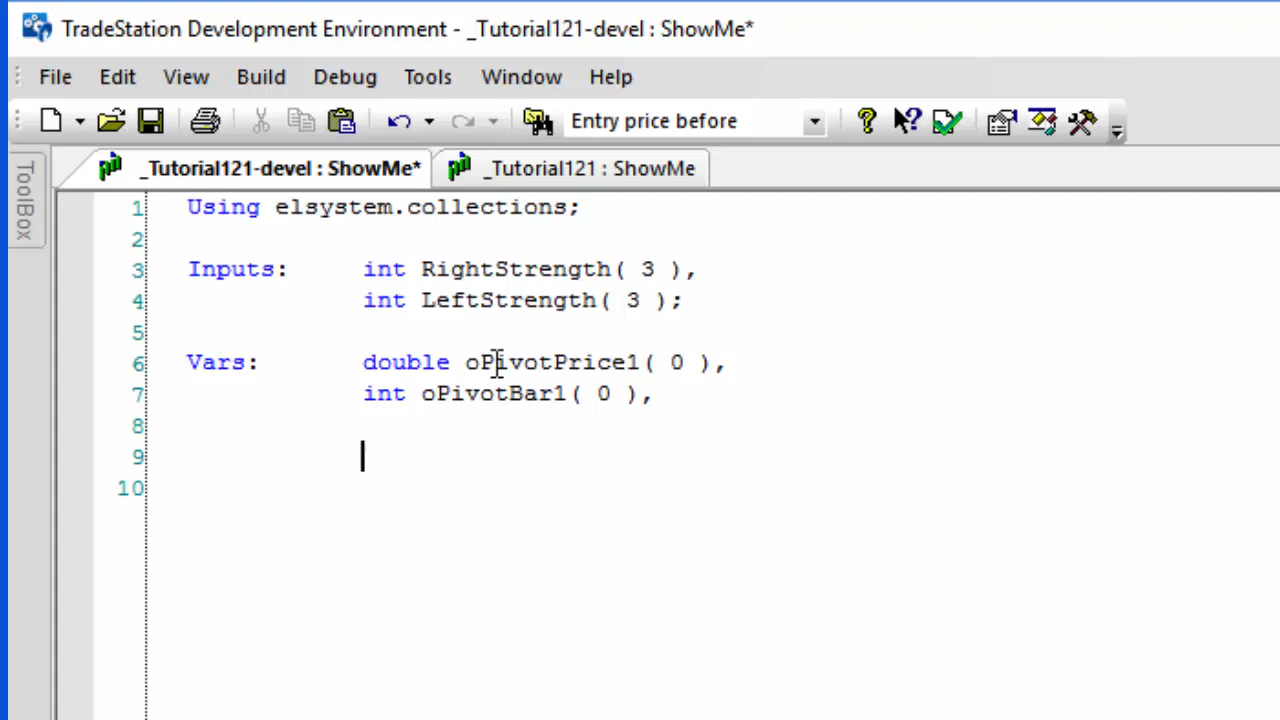 TradeStation Development Environment - _Tutorial121-devel : ShowMe*
File Edit View Build Debug Tools Window Help
Entry price before
ToolBox
_Tutorial121-devel : ShowMe* _Tutorial121 : ShowMe
1 Using elsystem.collections;
2
3 Inputs: int RightStrength( 3 ),
4 int LeftStrength( 3 );
5
6 Vars: double oPivotPrice1( 0 ),
7 int oPivotBar1( 0 ),
8
9
10